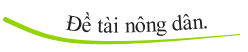 Đề tài nông dân.